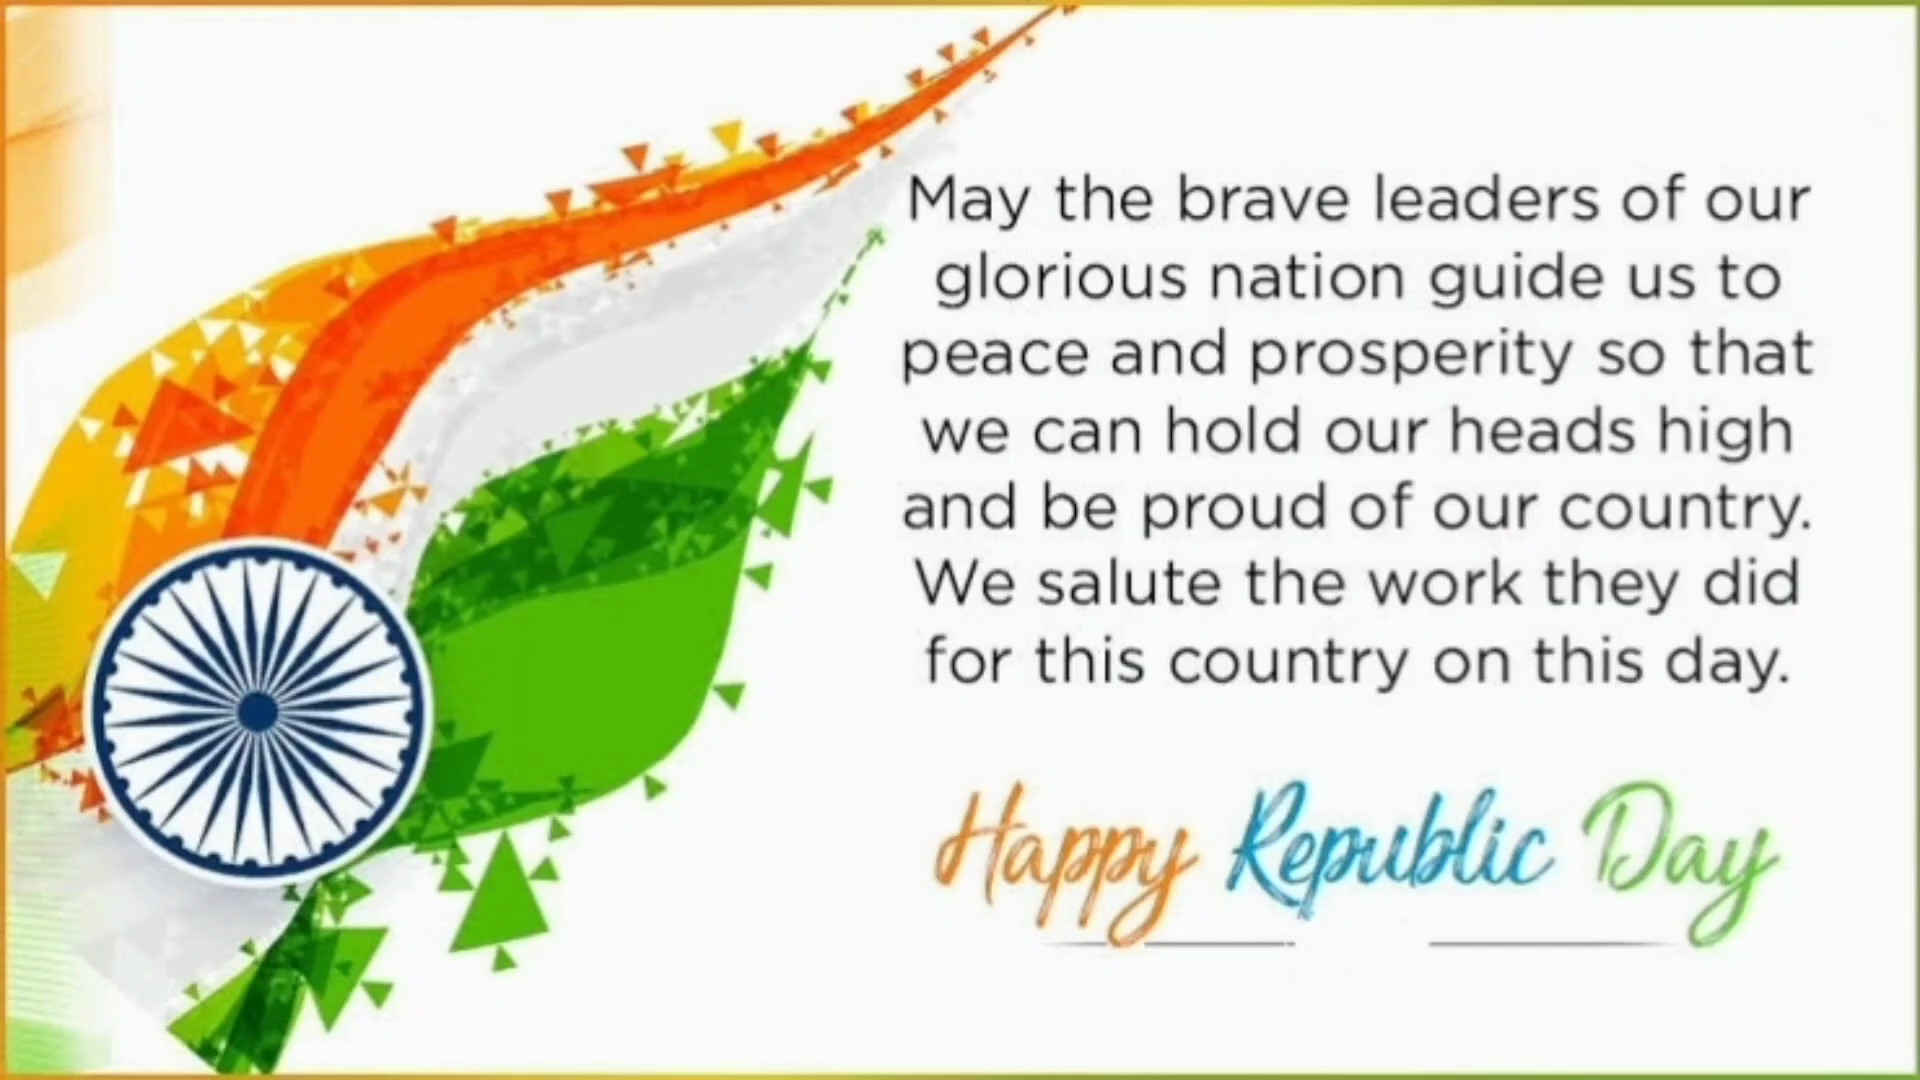 May the brave leaders of our
glorious nation guide us to
peace and prosperity so that
we can hold our heads high
and be proud of our country.
We salute the work they did
for this country on this day.
Happy Republic Day